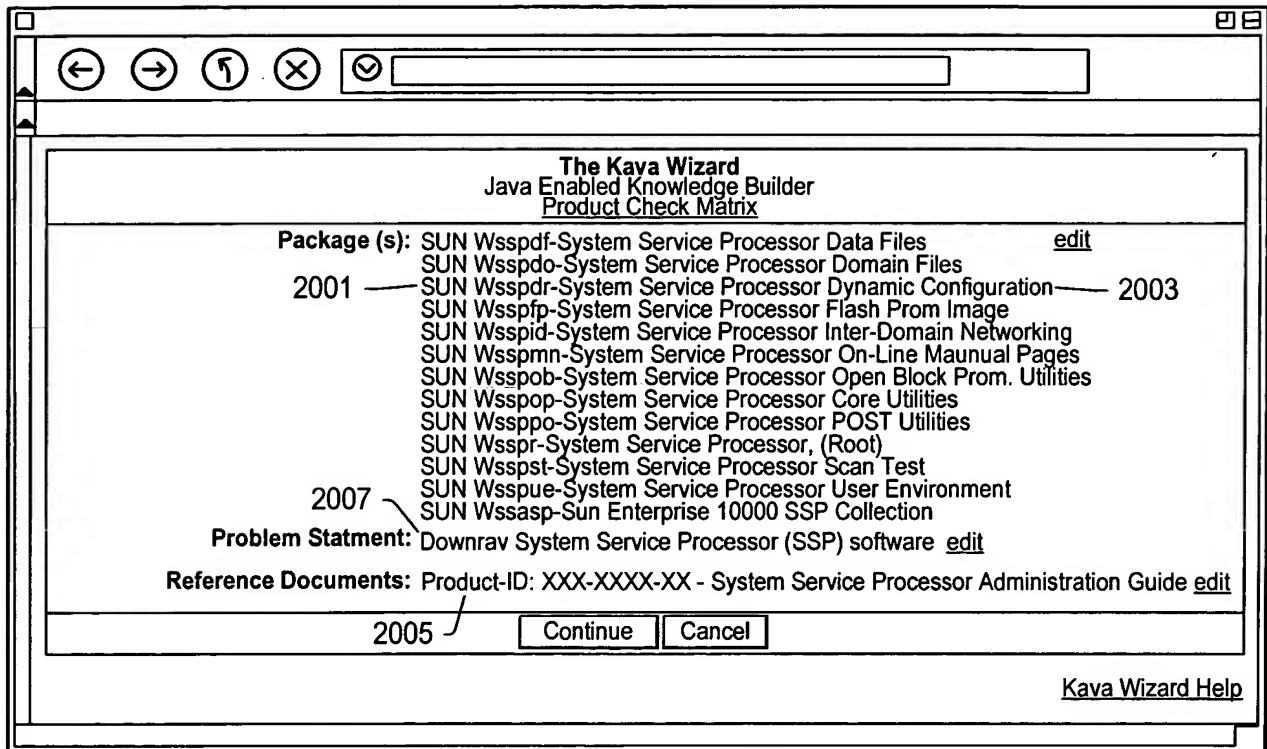 The Kava Wizard
Java Enabled Knowledge Builder
Product Check Matrix
Package (s): SUN Wsspdf-System Service Processor Data Files edit
SUN Wsspdo-System Service Processor Domain Files
2001 SUN Wsspdr-System Service Processor Dynamic Configuration 2003
SUN Wsspfp-System Service Processor Flash Prom Image
SUN Wsspid-System Service Processor Inter-Domain Networking
SUN Wsspmn-System Service Processor On-Line Maunual Pages
SUN Wsspob-System Service Processor Open Block Prom. Utilities
SUN Wsspop-System Service Processor Core Utilities
SUN Wssppo-System Service Processor POST Utilities
SUN Wsspr-System Service Processor, (Root)
SUN Wsspst-System Service Processor Scan Test
SUN Wsspue-System Service Processor User Environment
2007 SUN Wssasp-Sun Enterprise 10000 SSP Collection
Problem Statment: Downrav System Service Processor (SSP) software edit
Reference Documents: Product-ID: XXX-XXXX-XX - System Service Processor Administration Guide edit
2005 Continue Cancel
Kava Wizard Help